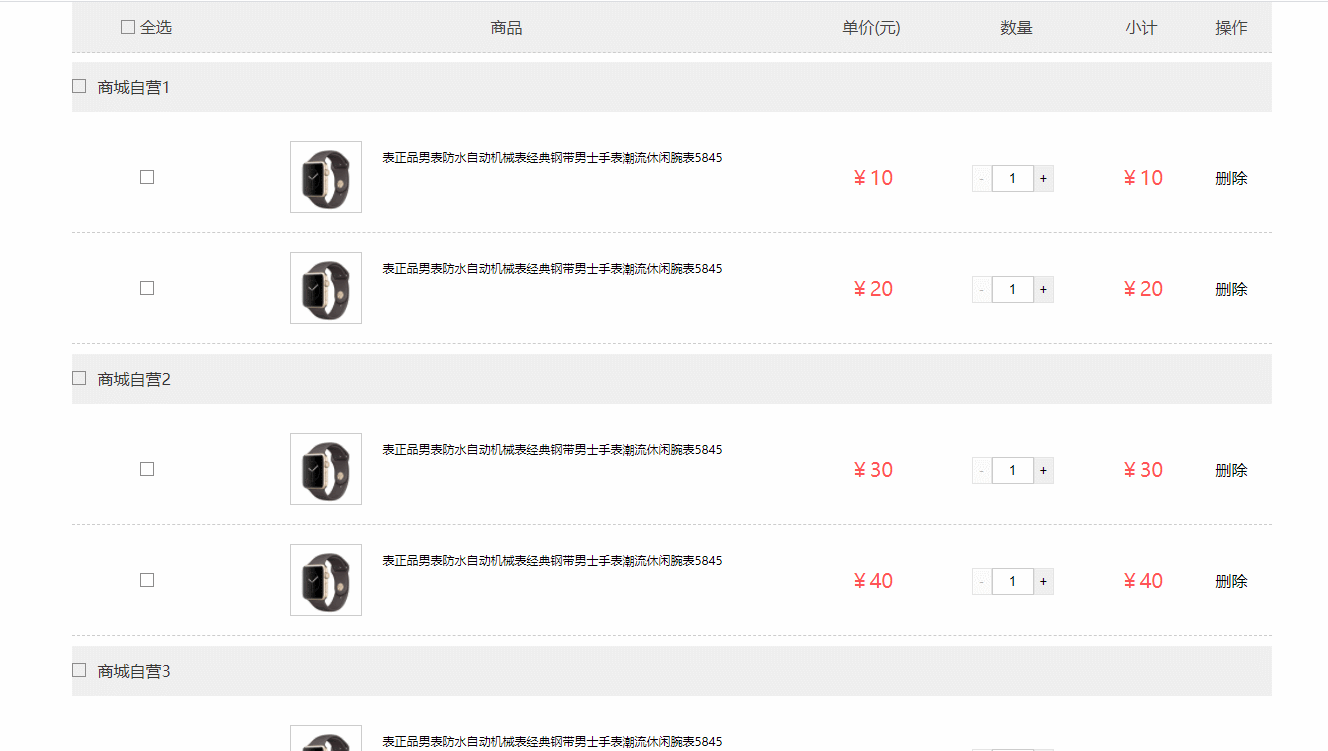 全选 商品 单价(元) 数量 小计 操作
商城自营1
表正品男表防水自动机械表经典钢带男士手表潮流休闲腕表5845
¥ 10 - 1 + ¥ 10 删除
表正品男表防水自动机械表经典钢带男士手表潮流休闲腕表5845
¥ 20 - 1 + ¥ 20 删除
商城自营2
表正品男表防水自动机械表经典钢带男士手表潮流休闲腕表5845
¥ 30 - 1 + ¥ 30 删除
表正品男表防水自动机械表经典钢带男士手表潮流休闲腕表5845
¥ 40 - 1 + ¥ 40 删除
商城自营3
表正品男表防水自动机械表经典钢带男士手表潮流休闲腕表5845